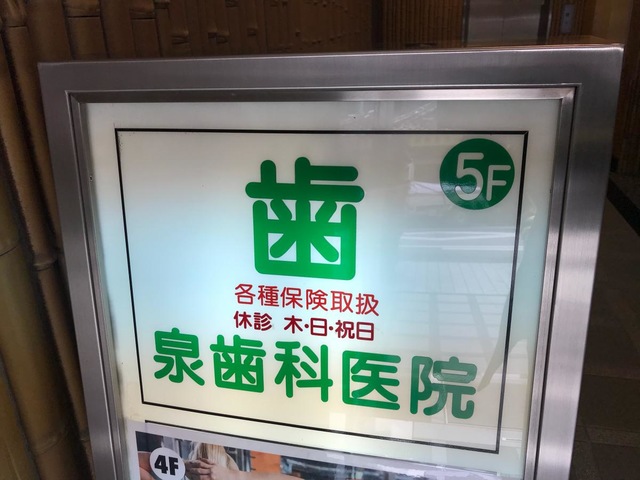 5F
歯
各種保険取扱
休診 木・日・祝日
泉歯科医院
4F